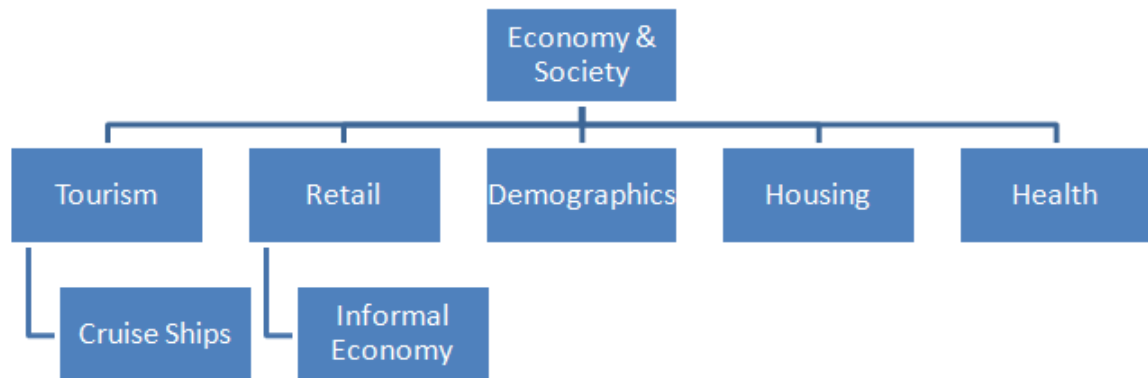 Economy &
Society
Tourism
Retail
Demographics
Housing
Health
Cruise Ships
Informal
Economy